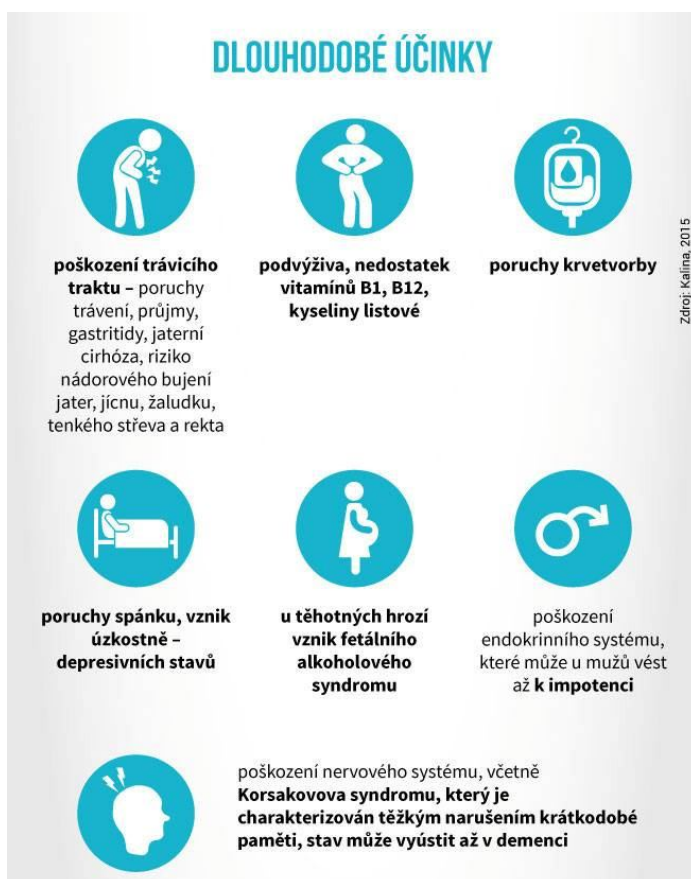 DLOUHODOBÉ ÚČINKY
poškození trávicího
traktu – poruchy
trávení, průjmy,
gastritidy, jaterní
cirhóza, riziko
nádorového bujení
jater, jícnu, žaludku,
tenkého střeva a rekta
podvýživa, nedostatek
vitamínů B1, B12,
kyseliny listové
poruchy krvetvorby
Zdroj: Kalina, 2015
poruchy spánku, vznik
úzkostně –
depresivních stavů
u těhotných hrozí
vznik fetálního
alkoholového
syndromu
poškození
endokrinního systému,
které může u mužů vést
až k impotenci
poškození nervového systému, včetně
Korsakovova syndromu, který je
charakterizován těžkým narušením krátkodobé
paměti, stav může vyústit až v demenci